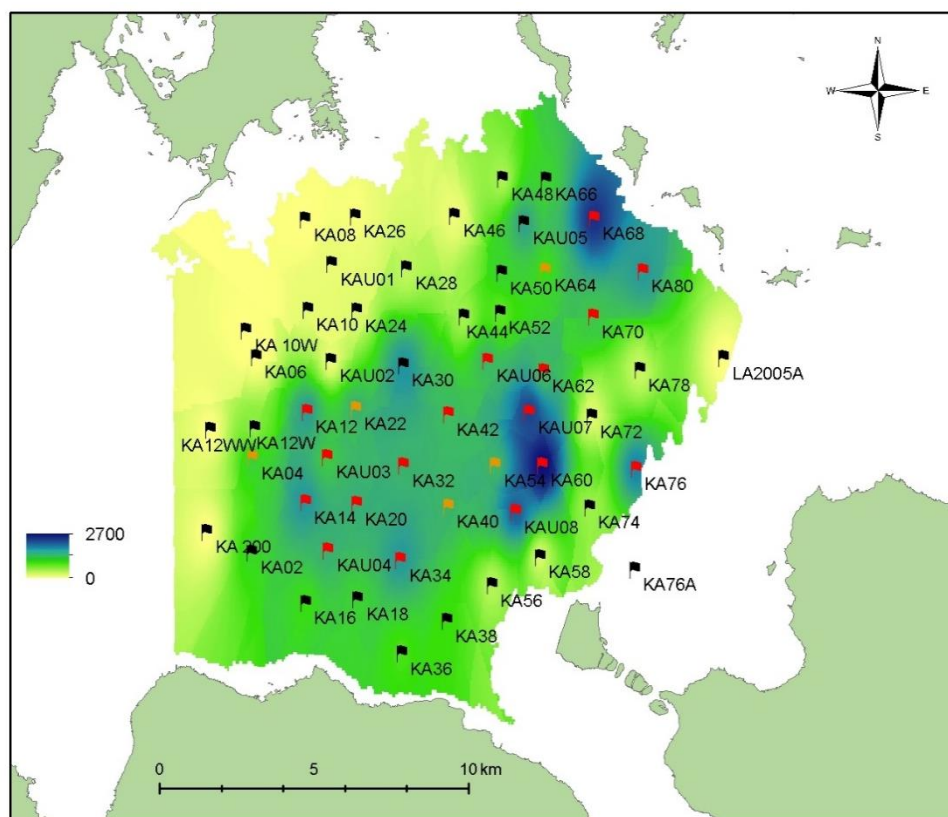 N
W E
S
KA48 KA66
KA08 KA26 KA46 KAU05 KA68
KAU01 KA28 KA50 KA64 KA80
KA10 KA24 KA44 KA52 KA70
KA 10W
KA06 KAU02 KA30 KAU06 KA62 KA78 LA2005A
KA12 KA22 KA42 KAU07 KA72
KA12WW KA12W
KA04 KAU03 KA32 KA54 KA60 KA76
KA14 KA20 KA40 KAU08 KA74
2700
KA 200
0
KA02 KAU04 KA34 KA58
KA76A
KA16 KA18 KA56
KA38
KA36
0 5 10 km